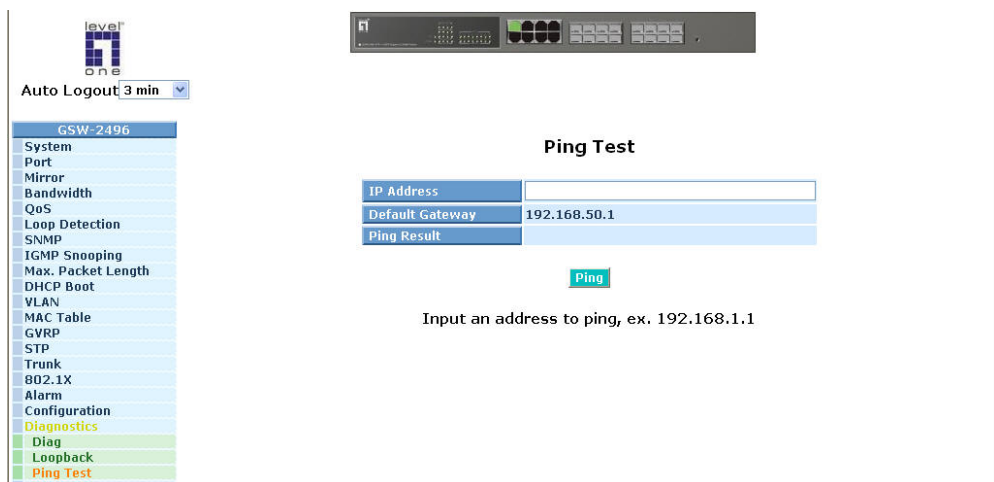 level
one
Auto Logout 3 min
GSW-2496
System
Port
Mirror
Bandwidth
QoS
Loop Detection
SNMP
IGMP Snooping
Max. Packet Length
DHCP Boot
VLAN
MAC Table
GVRP
STP
Trunk
802.1X
Alarm
Configuration
Diagnostics
Diag
Loopback
Ping Test
Ping Test
IP Address
Default Gateway 192.168.50.1
Ping Result
Ping
Input an address to ping, ex. 192.168.1.1